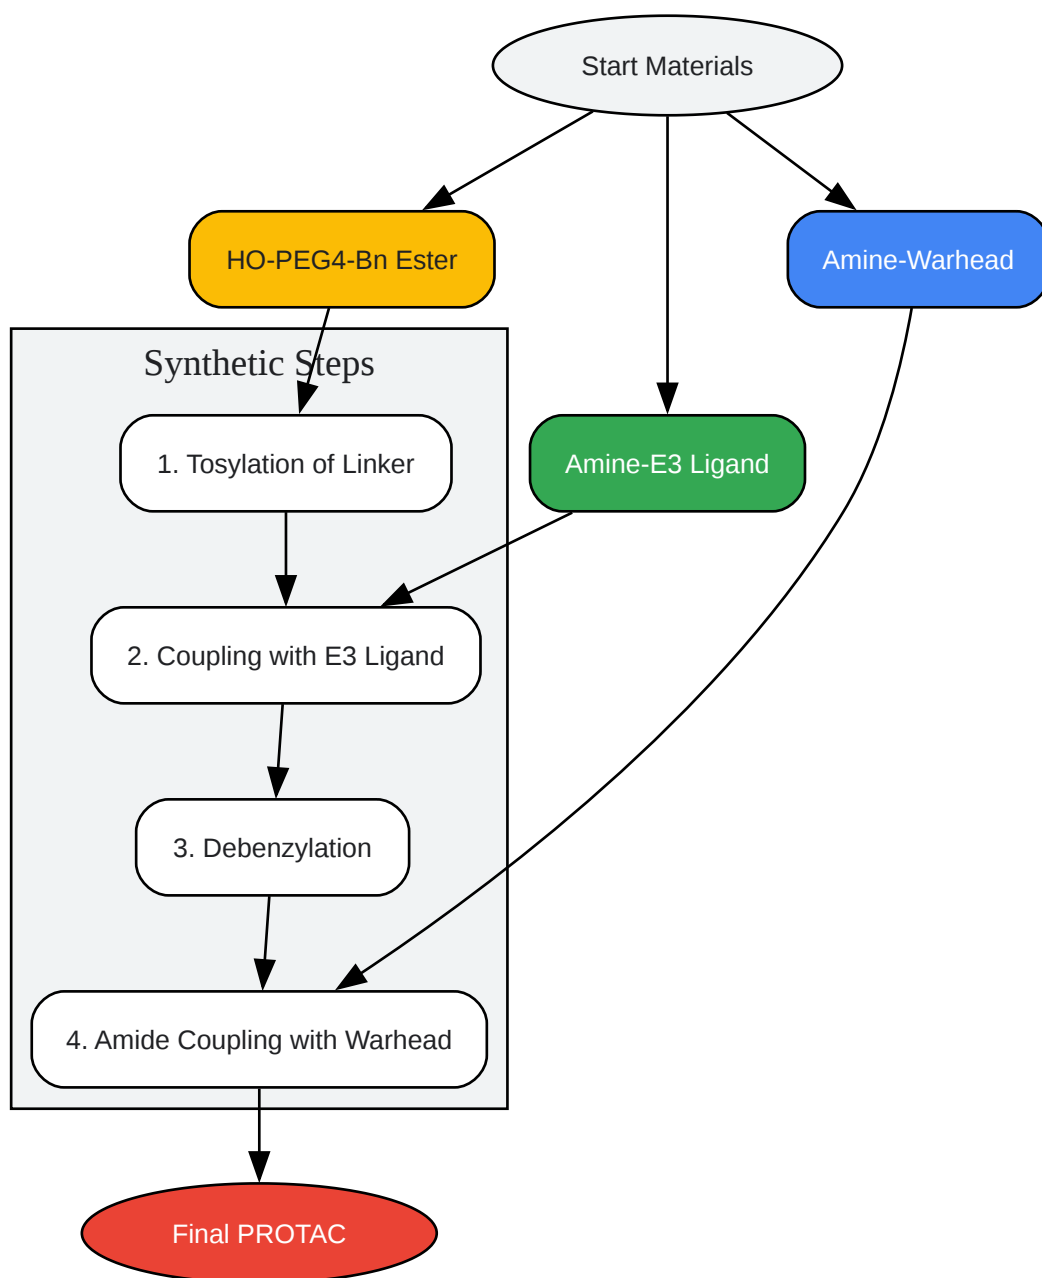 Start Materials
HO-PEG4-Bn Ester
Amine-Warhead
Synthetic Steps
1. Tosylation of Linker
Amine-E3 Ligand
2. Coupling with E3 Ligand
3. Debenzylation
4. Amide Coupling with Warhead
Final PROTAC